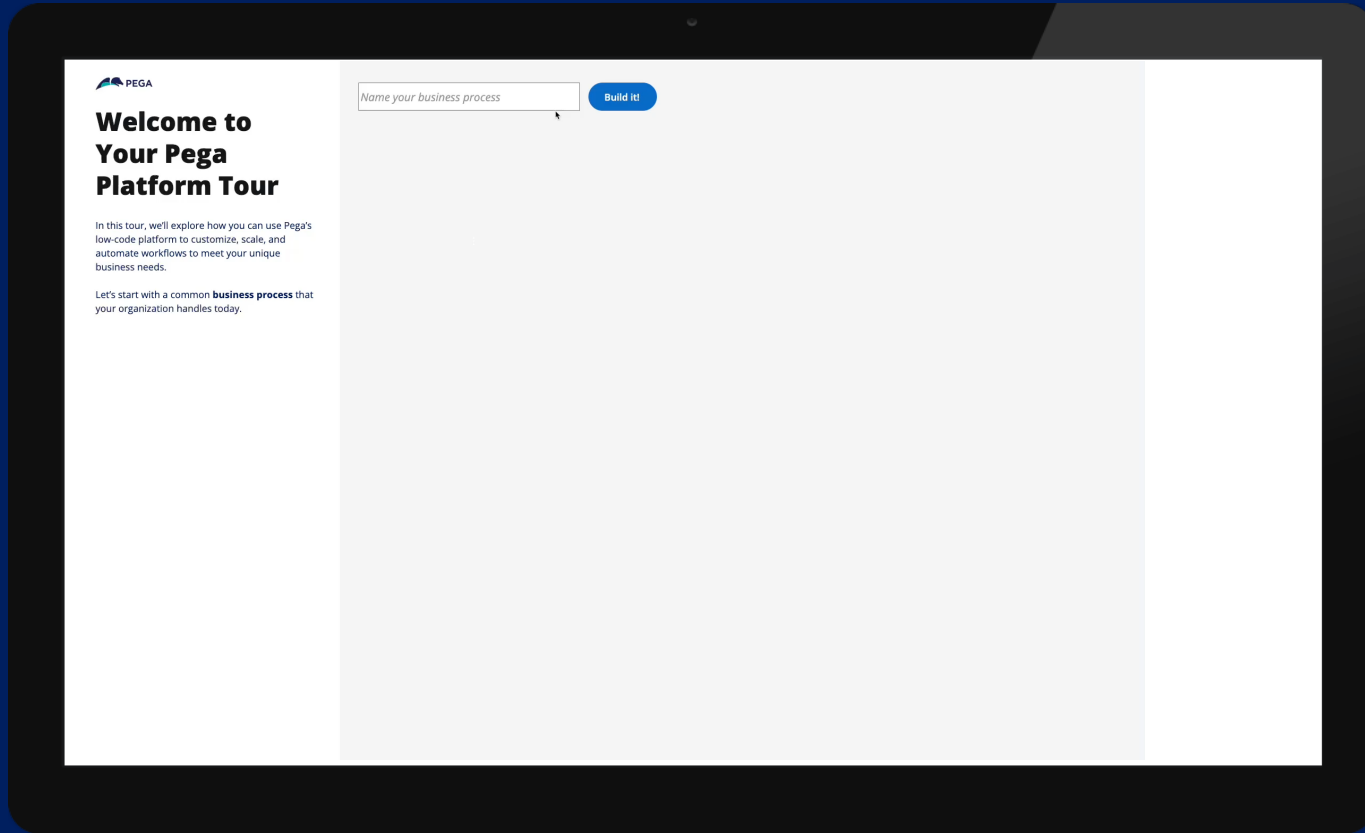 PEGA
Welcome to
Your Pega
Platform Tour
In this tour, we'll explore how you can use Pega's
low-code platform to customize, scale, and
automate workflows to meet your unique
business needs.
Let's start with a common business process that
your organization handles today.
Name your business process
Build it!